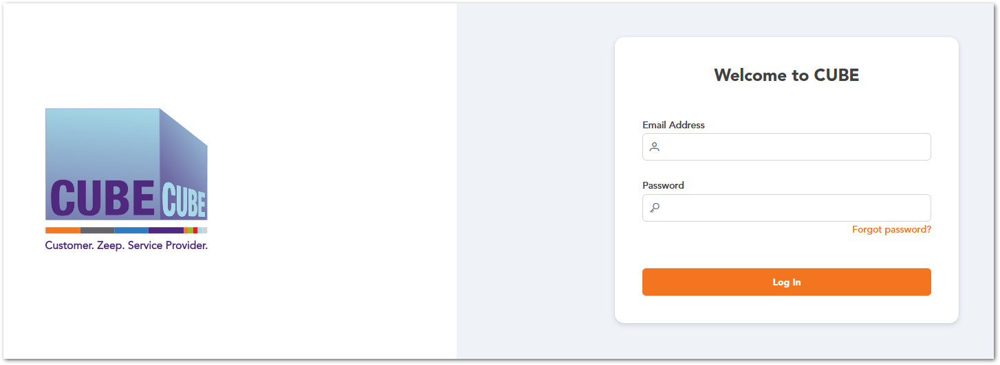 CUBE
CUBE
Customer. Zeep. Service Provider.
Welcome to CUBE
Email Address
Password
Forgot password?
Log In